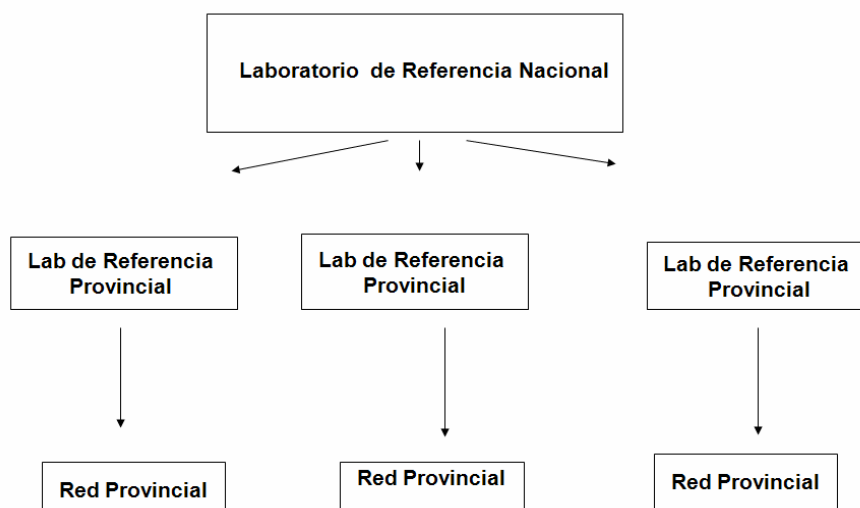 Laboratorio de Referencia Nacional
Lab de Referencia
Provincial
Lab de Referencia
Provincial
Lab de Referencia
Provincial
Red Provincial
Red Provincial
Red Provincial